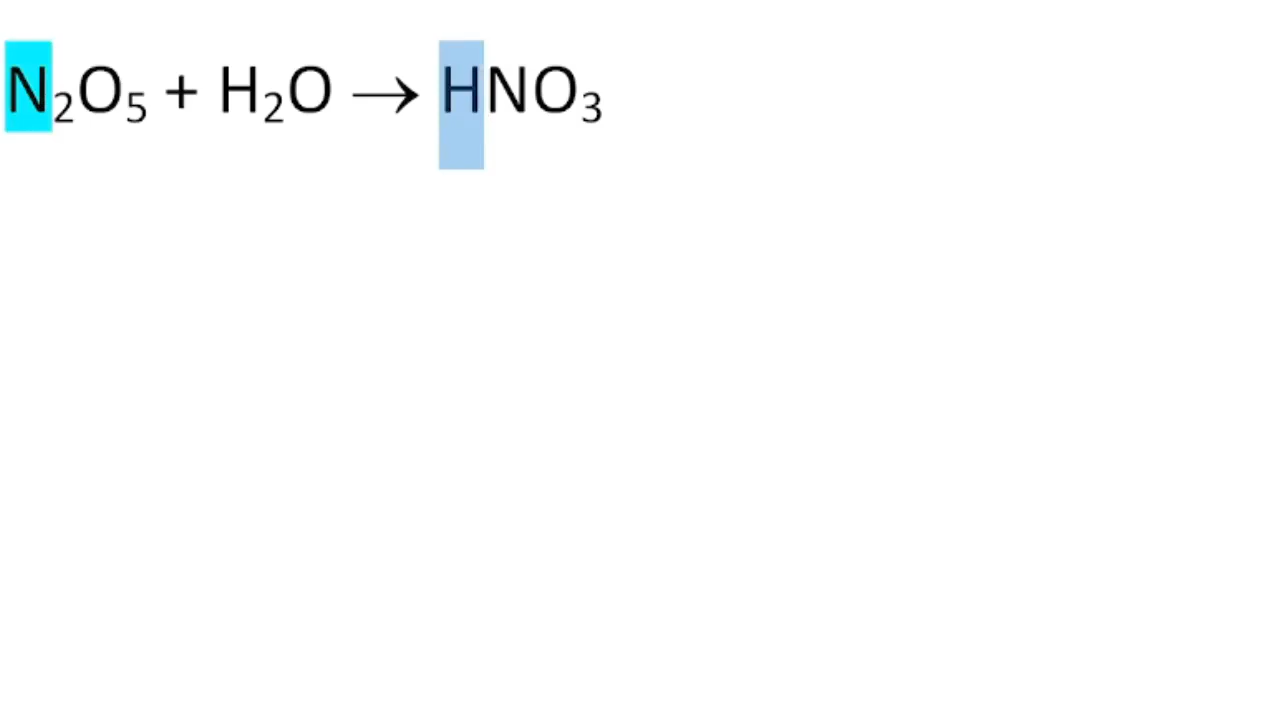 N₂O₅ + H₂O → HNO₃